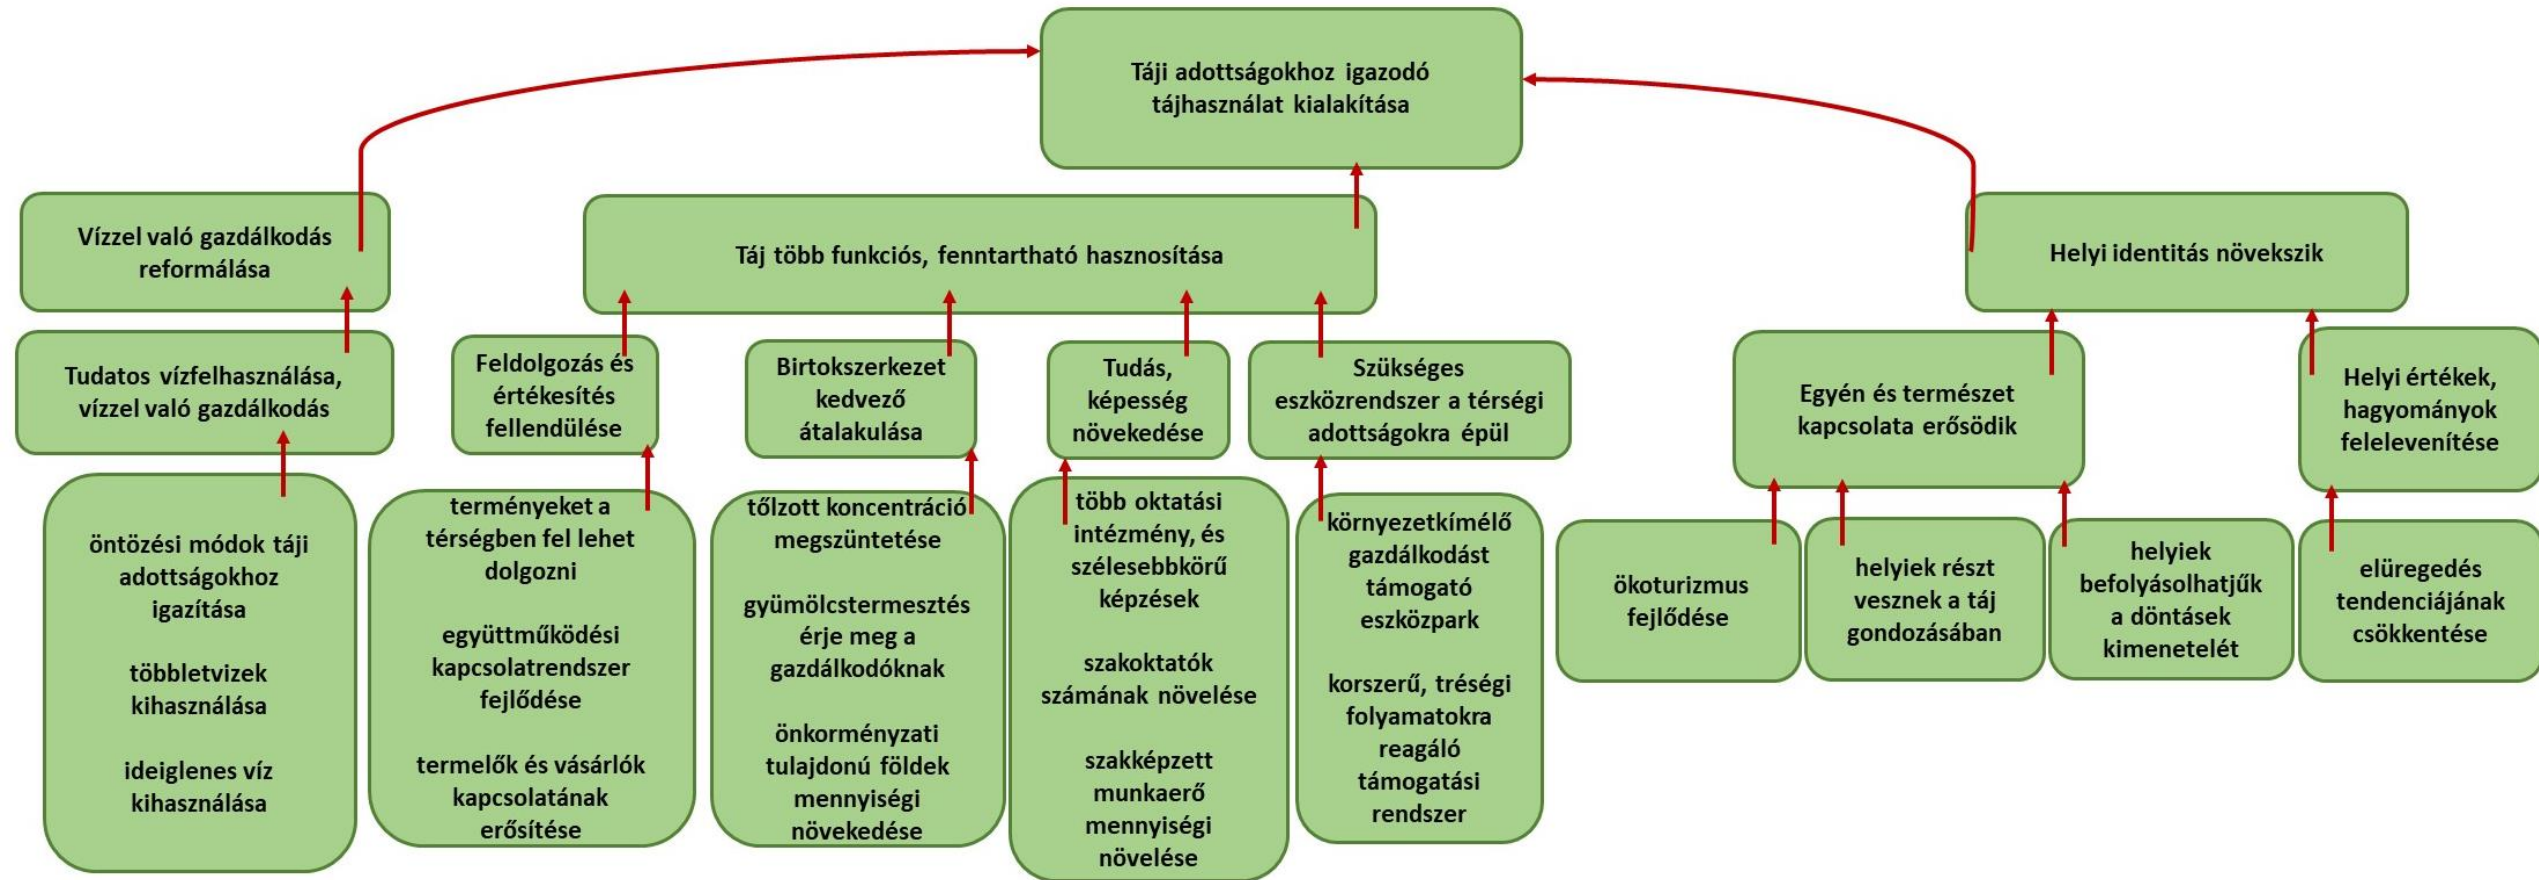 Táji adottságokhoz igazodó
tájhasználat kialakítása
Vízzel való gazdálkodás
reformálása
Táj több funkciós, fenntartható hasznosítása
Helyi identitás növekszik
Tudatos vízfelhasználása,
vízzel való gazdálkodás
Feldolgozás és
értékesítés
fellendülése
Birtokszerkezet
kedvező
átalakulása
Tudás,
képesség
növekedése
Szükséges
eszközrendszer a térségi
adottságokra épül
Egyén és természet
kapcsolata erősödik
Helyi értékek,
hagyományok
felelevenítése
öntözési módok táji
adottságokhoz
igazítása
többletvizek
kihasználása
ideiglenes víz
kihasználása
terményeket a
térségben fel lehet
dolgozni
együttműködési
kapcsolatrendszer
fejlődése
termelők és vásárlók
kapcsolatának
erősítése
tőlzott koncentráció
megszüntetése
gyümölcstermesztés
érje meg a
gazdálkodóknak
önkorményzati
tulajdonú földek
mennyiségi
növekedése
több oktatási
intézmény, és
szélesebbkörű
képzések
szakoktatók
számának növelése
szakképzett
munkaerő
mennyiségi
növelése
környezetkímélő
gazdálkodást
támogató
eszközpark
korszerű, tréségi
folyamatokra
reagáló
támogatási
rendszer
ökoturizmus
fejlődése
helyiek részt
vesznek a táj
gondozásában
helyiek
befolyásolhatjűk
a döntások
kimenetelét
elüregedés
tendenciájának
csökkentése